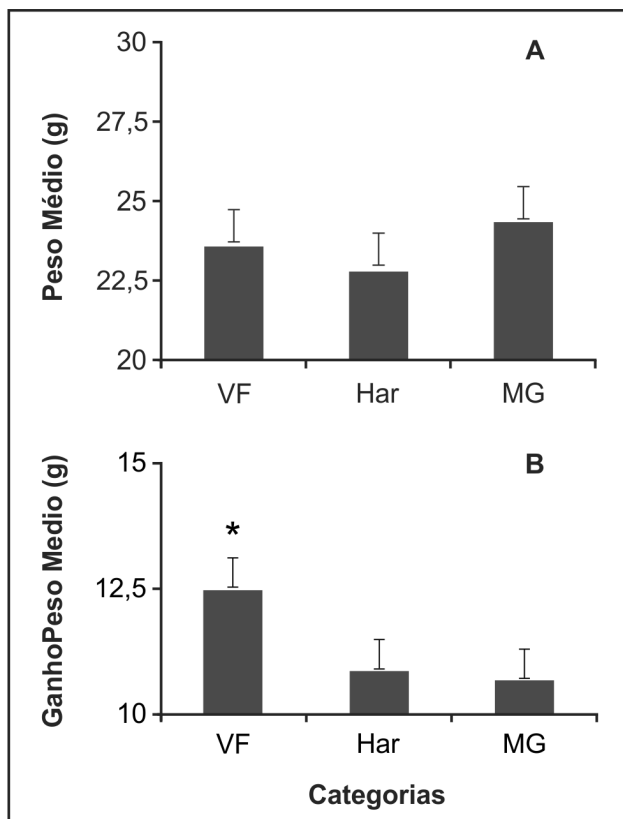 A
Peso Médio (g)
30
27,5
25
22,5
20
VF Har MG
B
GanhoPeso Medio (g)
15
*
12,5
10
VF Har MG
Categorias